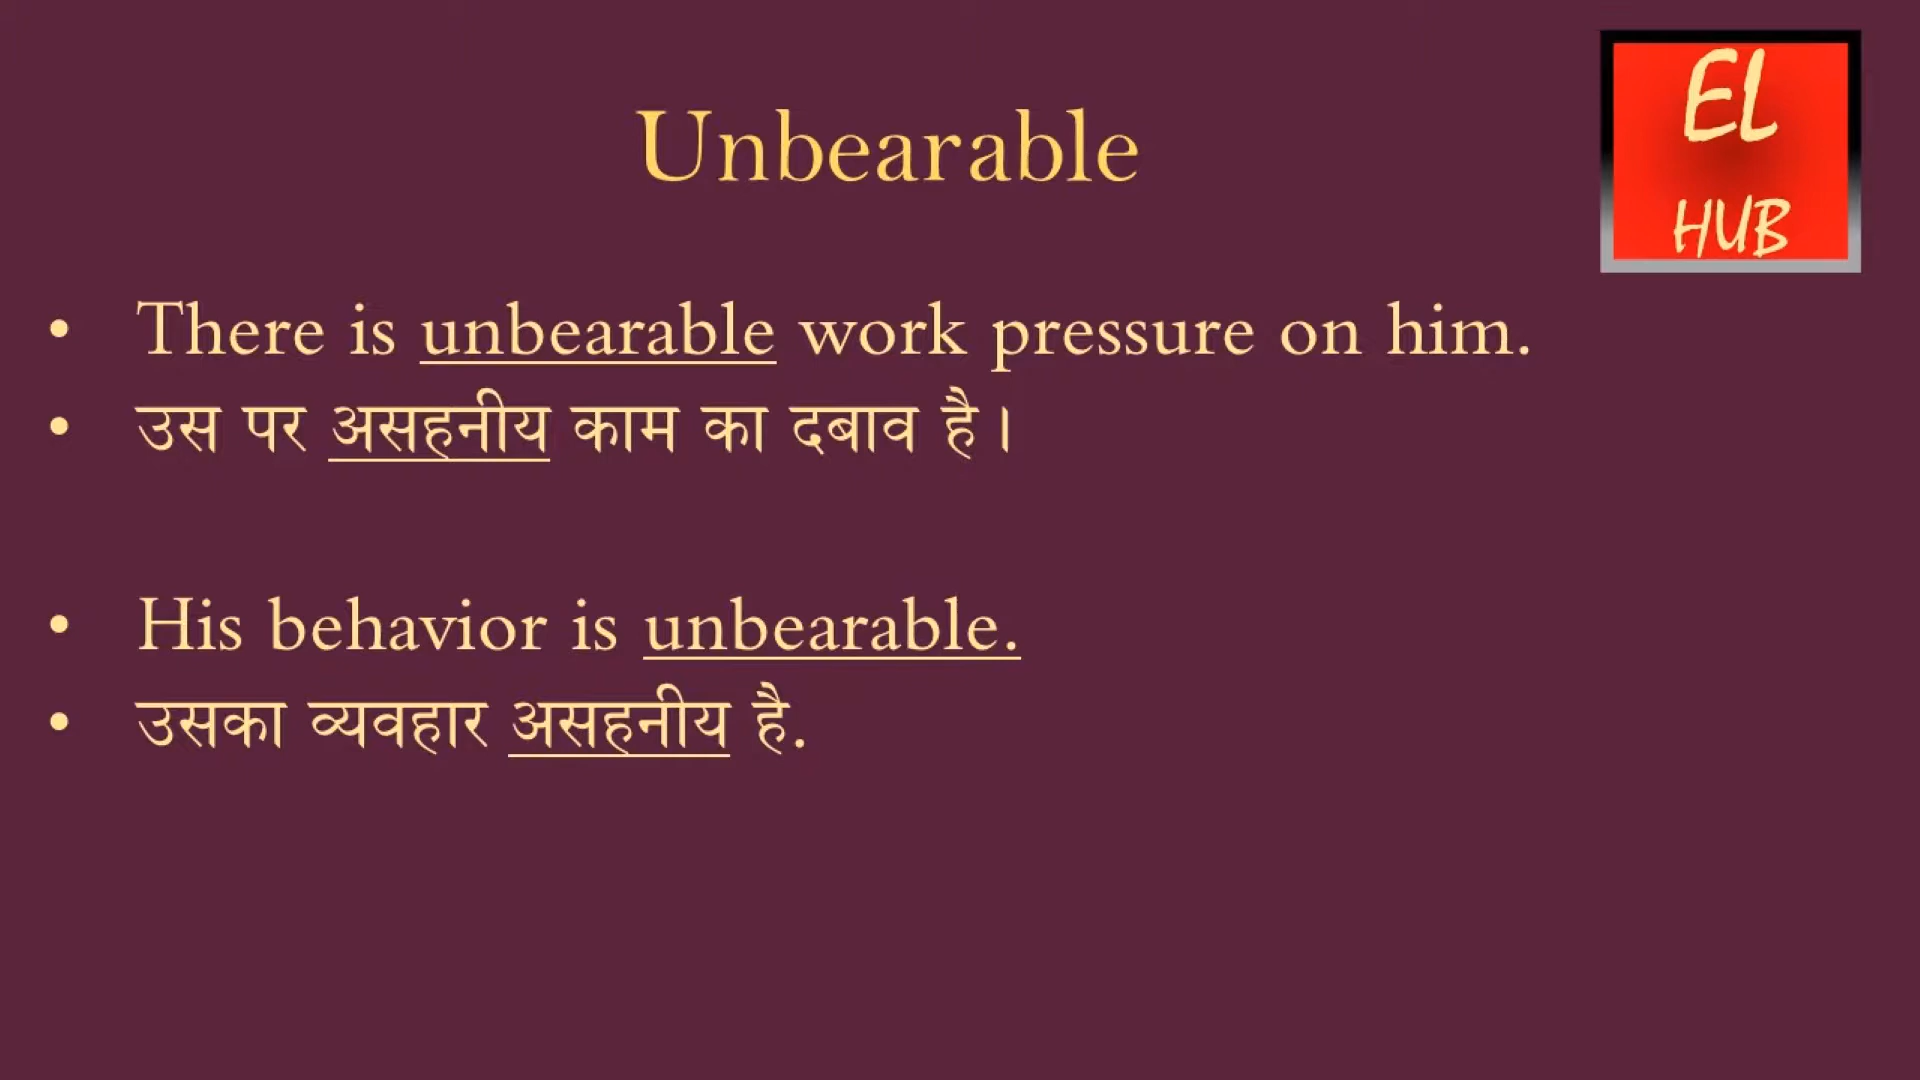 EL
HUB
Unbearable
• There is unbearable work pressure on him.
• उस पर असहनीय काम का दबाव है।
• His behavior is unbearable.
• उसका व्यवहार असहनीय है.